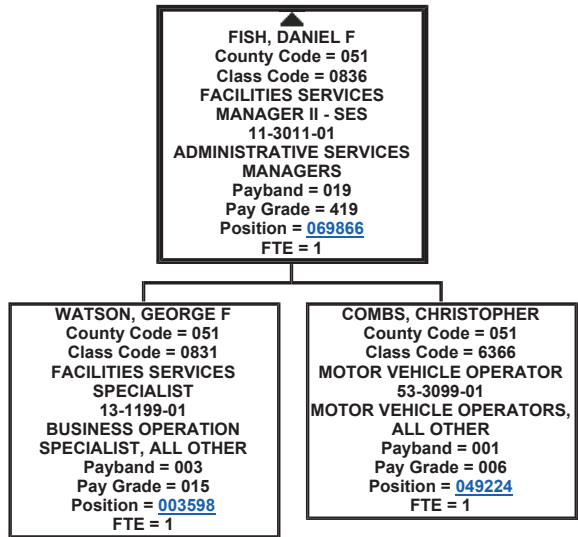 FISH, DANIEL F
County Code = 051
Class Code = 0836
FACILITIES SERVICES
MANAGER II - SES
11-3011-01
ADMINISTRATIVE SERVICES
MANAGERS
Payband = 019
Pay Grade = 419
Position = 069866
FTE = 1
WATSON, GEORGE F
County Code = 051
Class Code = 0831
FACILITIES SERVICES
SPECIALIST
13-1199-01
BUSINESS OPERATION
SPECIALIST, ALL OTHER
Payband = 003
Pay Grade = 015
Position = 003598
FTE = 1
COMBS, CHRISTOPHER
County Code = 051
Class Code = 6366
MOTOR VEHICLE OPERATOR
53-3099-01
MOTOR VEHICLE OPERATORS,
ALL OTHER
Payband = 001
Pay Grade = 006
Position = 049224
FTE = 1